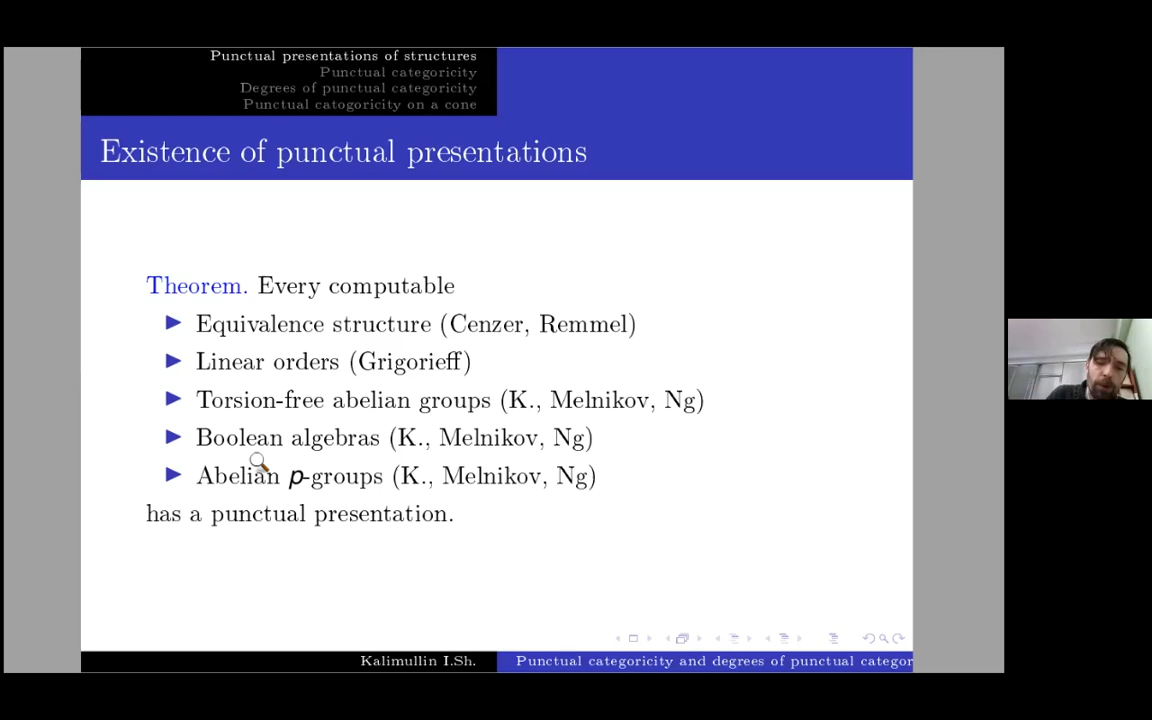 Punctual presentations of structures
Punctual categoricity
Degrees of punctual categoricity
Punctual catogoricity on a cone
Existence of punctual presentations
Theorem. Every computable
Equivalence structure (Cenzer, Remmel)
Linear orders (Grigorieff)
Torsion-free abelian groups (K., Melnikov, Ng)
Boolean algebras (K., Melnikov, Ng)
Abelian p-groups (K., Melnikov, Ng)
has a punctual presentation.
Kalimullin I.Sh.
Punctual categoricity and degrees of punctual categor